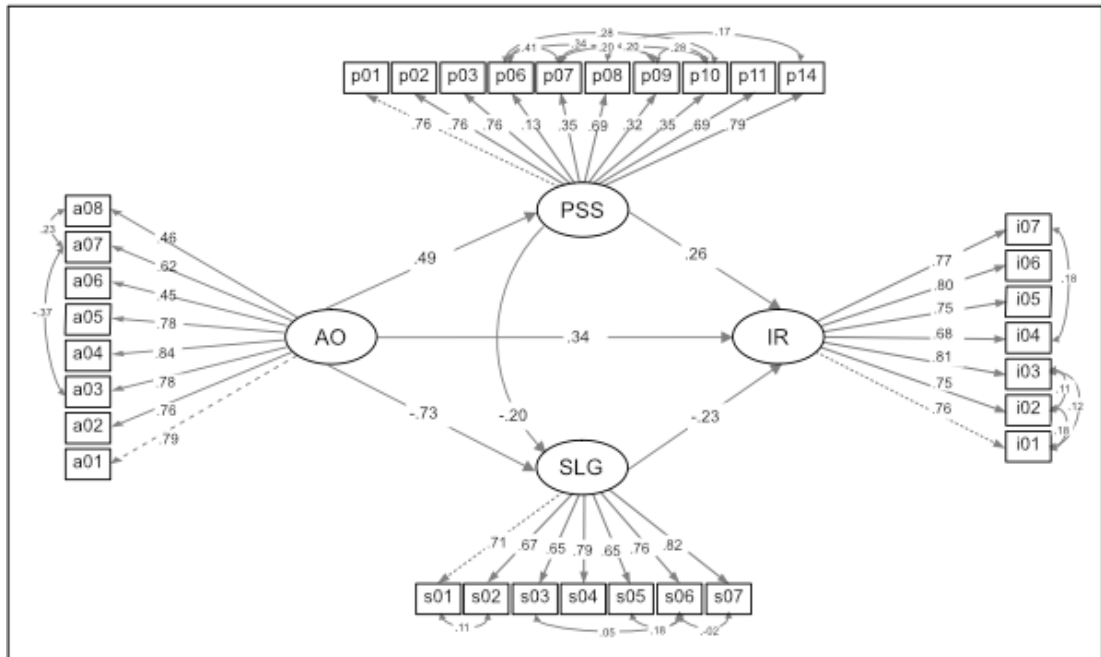 .28
.17
.41
.34
.20
.20
.28
p01 p02 p03 p06 p07 p08 p09 p10 p11 p14
.76 .76 .76 .13 .35 .69 .32 .35 .69 .79
PSS
a08
.23
a07
a06
a05
-.37
a04
a03
a02
a01
.46
.62
.45
.78
.84
.78
.76
.79
AO
.49
.26
.34
-.73
-.20
-.23
IR
SLG
.77
.80
.75
.68
.81
.75
.76
i07
i06
.18
i05
i04
i03
.11
.12
i02
.18
i01
.71 .67 .65 .79 .65 .76 .82
s01 s02 s03 s04 s05 s06 s07
.11 .05 .18 -.02